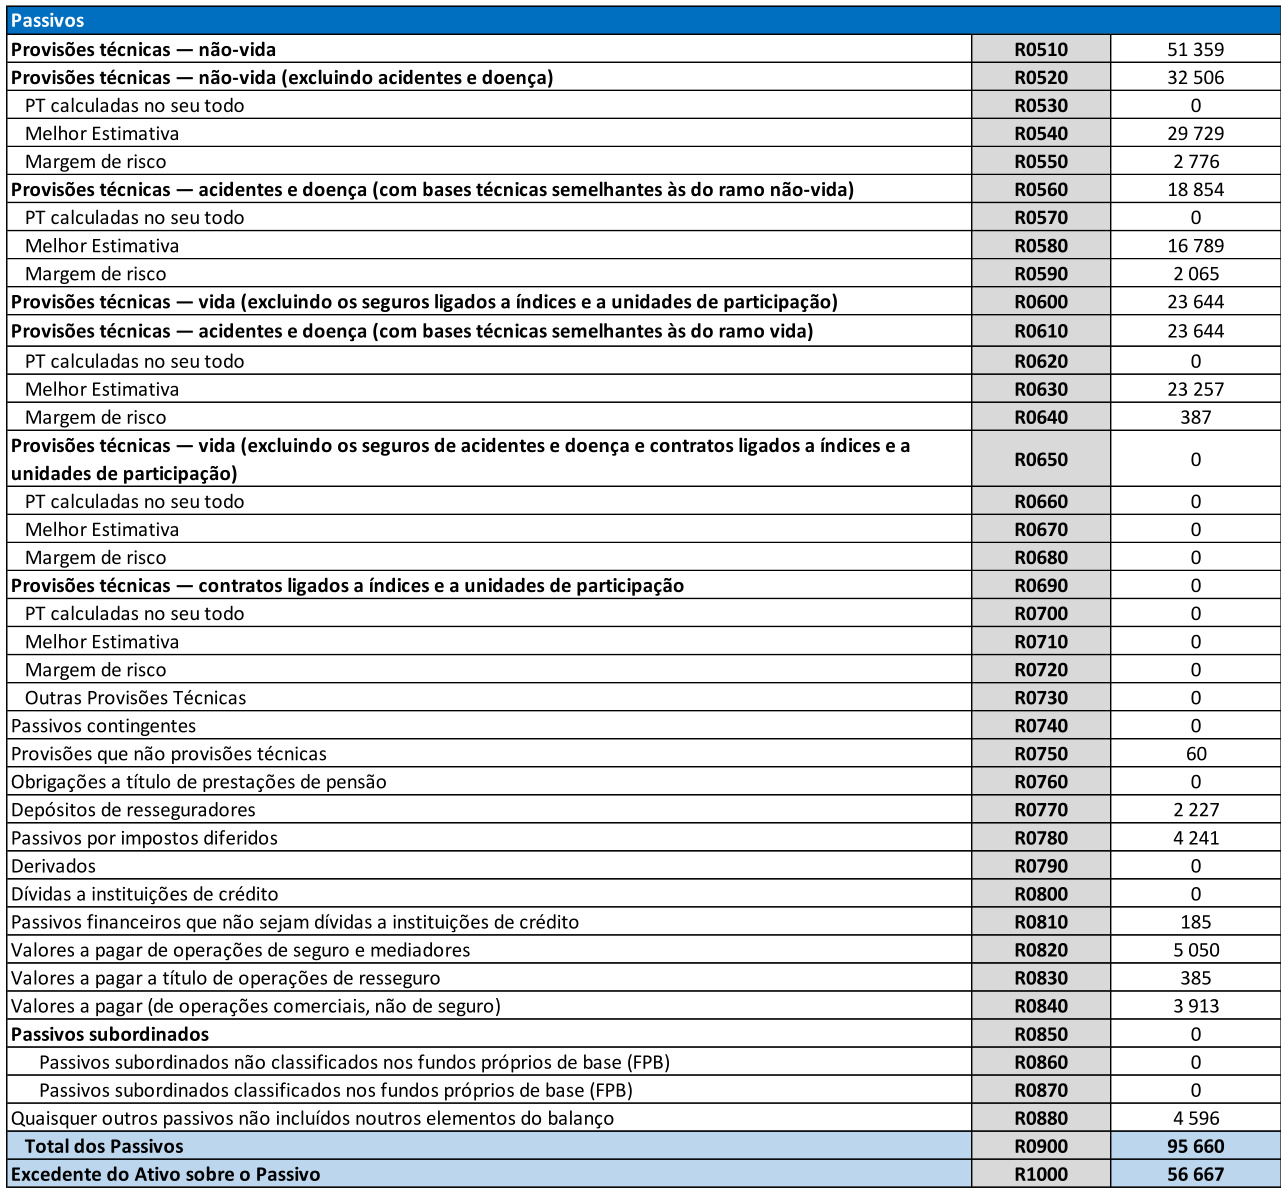 Passivos
Provisões técnicas — não-vida R0510 51 359
Provisões técnicas — não-vida (excluindo acidentes e doença) R0520 32 506
PT calculadas no seu todo R0530 0
Melhor Estimativa R0540 29 729
Margem de risco R0550 2 776
Provisões técnicas — acidentes e doença (com bases técnicas semelhantes às do ramo não-vida) R0560 18 854
PT calculadas no seu todo R0570 0
Melhor Estimativa R0580 16 789
Margem de risco R0590 2 065
Provisões técnicas — vida (excluindo os seguros ligados a índices e a unidades de participação) R0600 23 644
Provisões técnicas — acidentes e doença (com bases técnicas semelhantes às do ramo vida) R0610 23 644
PT calculadas no seu todo R0620 0
Melhor Estimativa R0630 23 257
Margem de risco R0640 387
Provisões técnicas — vida (excluindo os seguros de acidentes e doença e contratos ligados a índices e a
unidades de participação) R0650 0
PT calculadas no seu todo R0660 0
Melhor Estimativa R0670 0
Margem de risco R0680 0
Provisões técnicas — contratos ligados a índices e a unidades de participação R0690 0
PT calculadas no seu todo R0700 0
Melhor Estimativa R0710 0
Margem de risco R0720 0
Outras Provisões Técnicas R0730 0
Passivos contingentes R0740 0
Provisões que não provisões técnicas R0750 60
Obrigações a título de prestações de pensão R0760 0
Depósitos de resseguradores R0770 2 227
Passivos por impostos diferidos R0780 4 241
Derivados R0790 0
Dívidas a instituições de crédito R0800 0
Passivos financeiros que não sejam dívidas a instituições de crédito R0810 185
Valores a pagar de operações de seguro e mediadores R0820 5 050
Valores a pagar a título de operações de resseguro R0830 385
Valores a pagar (de operações comerciais, não de seguro) R0840 3 913
Passivos subordinados R0850 0
Passivos subordinados não classificados nos fundos próprios de base (FPB) R0860 0
Passivos subordinados classificados nos fundos próprios de base (FPB) R0870 0
Quaisquer outros passivos não incluídos noutros elementos do balanço R0880 4 596
Total dos Passivos R0900 95 660
Excedente do Ativo sobre o Passivo R1000 56 667